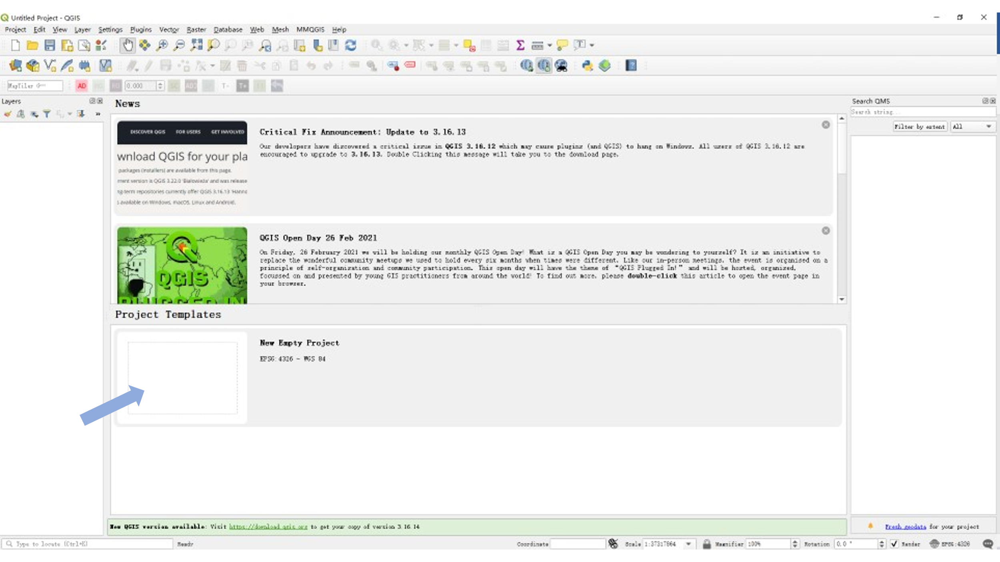 Untitled Project - QGIS
Project Edit View Layer Settings Plugins Vector Raster Database Web Mesh MMQGIS Help
AD 0.000 T- T+
Layers
News
Search QMS
Search string...
Filter by extent All
DISCOVER QGIS FOR USERS GET INVOLVED
wnload QGIS for your pla
packages (installers) are available from this page.
rrent version is QGIS 3.22.0 'Białowieża' and was release
ng-term repositories currently offer QGIS 3.16.13 'Hanno
s available on Windows, macOS, Linux and Android.
Critical Fix Announcement: Update to 3.16.13
Our developers have discovered a critical issue in QGIS 3.16.12 which may cause plugins (and QGIS) to hang on Windows. All users of QGIS 3.16.12 are
encouraged to upgrade to 3.16.13. Double Clicking this message will take you to the download page.
QGIS
PLUGGED IN
QGIS Open Day 26 Feb 2021
On Friday, 26 February 2021 we will be holding our monthly QGIS Open Day! What is a QGIS Open Day you may be wondering to yourself? It is an initiative to
replace the wonderful community meetups we used to hold every six months when times were different. Like our in-person meetings, the event is organised on a
principle of self-organization and community participation. This open day will have the theme of "QGIS Plugged In!" and will be hosted, organized,
focussed on and presented by young GIS practitioners from around the world! To find out more, please double-click this article to open the event page in
your browser.
Project Templates
New Empty Project
EPSG:4326 - WGS 84
New QGIS version available: Visit https://download.qgis.org to get your copy of version 3.16.14
Fresh geodata for your project
Type to locate (Ctrl+K) Ready Coordinate Scale 1:37317864 Magnifier 100% Rotation 0.0 ° Render EPSG:4326